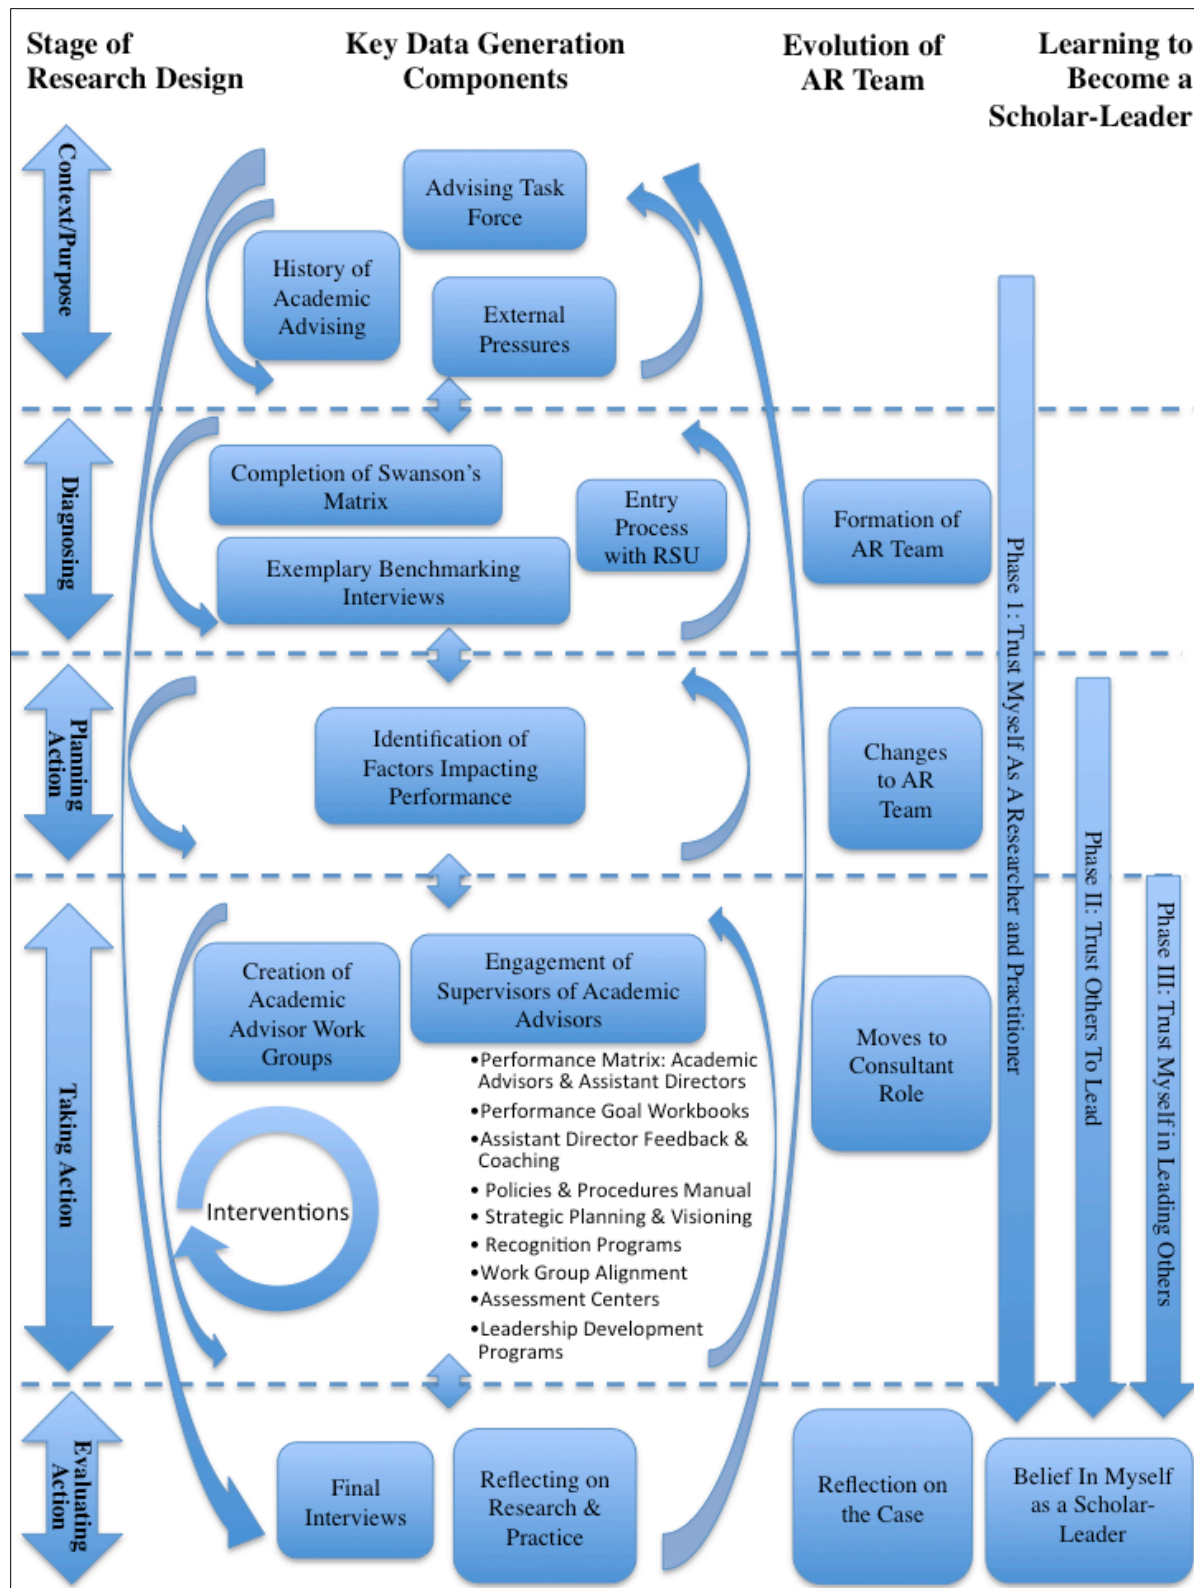 Stage of
Research Design
Key Data Generation
Components
Evolution of
AR Team
Learning to
Become a
Scholar-Leader
Context/Purpose
Advising Task
Force
History of
Academic
Advising
External
Pressures
Diagnosing
Completion of Swanson's
Matrix
Exemplary Benchmarking
Interviews
Entry
Process
with RSU
Formation of
AR Team
Planning
Action
Identification of
Factors Impacting
Performance
Changes
to AR
Team
Taking Action
Creation of
Academic
Advisor Work
Groups
Engagement of
Supervisors of Academic
Advisors
•Performance Matrix: Academic
Advisors & Assistant Directors
•Performance Goal Workbooks
•Assistant Director Feedback &
Coaching
• Policies & Procedures Manual
• Strategic Planning & Visioning
• Recognition Programs
•Work Group Alignment
•Assessment Centers
•Leadership Development
Programs
Interventions
Moves to
Consultant
Role
Phase 1: Trust Myself As A Researcher and Practitioner
Phase II: Trust Others To Lead
Phase III: Trust Myself in Leading Others
Evaluating
Action
Final
Interviews
Reflecting on
Research &
Practice
Reflection on
the Case
Belief In Myself
as a Scholar-
Leader